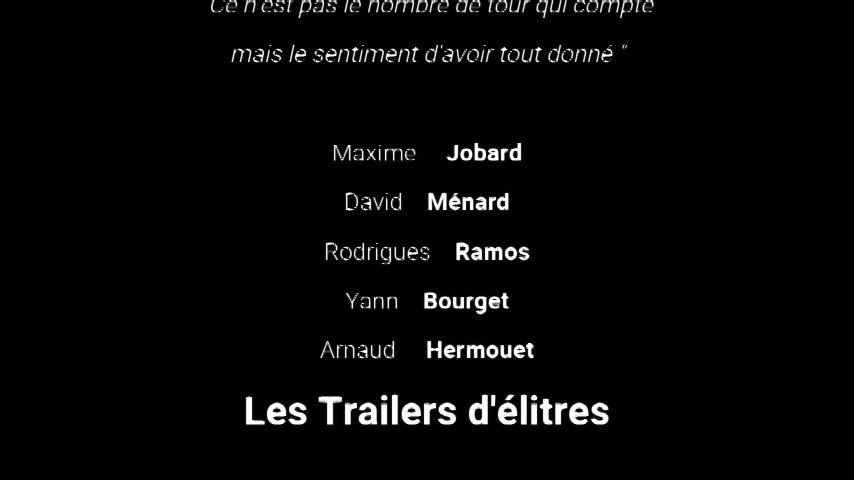 Ce n'est pas le nombre de tour qui compte
mais le sentiment d'avoir tout donné "
Maxime Jobard
David Ménard
Rodrigues Ramos
Yann Bourget
Arnaud Hermouet
Les Trailers d'élitres